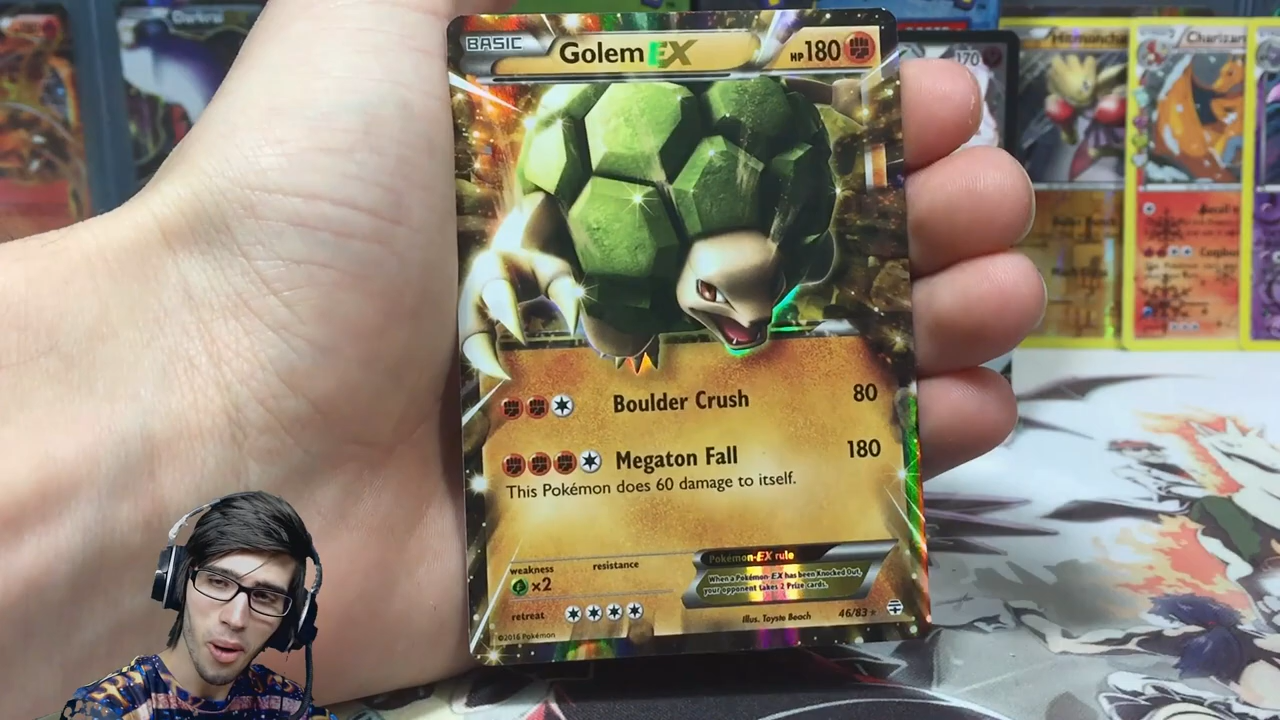 BASIC Golem EX HP180
Boulder Crush 80
Megaton Fall 180
This Pokémon does 60 damage to itself.
weakness resistance
×2
Pokémon-EX rule
When a Pokémon-EX has been Knocked Out,
your opponent takes 2 Prize cards.
retreat
Illus. Toyste Beach 46/83
©2016 Pokémon
170